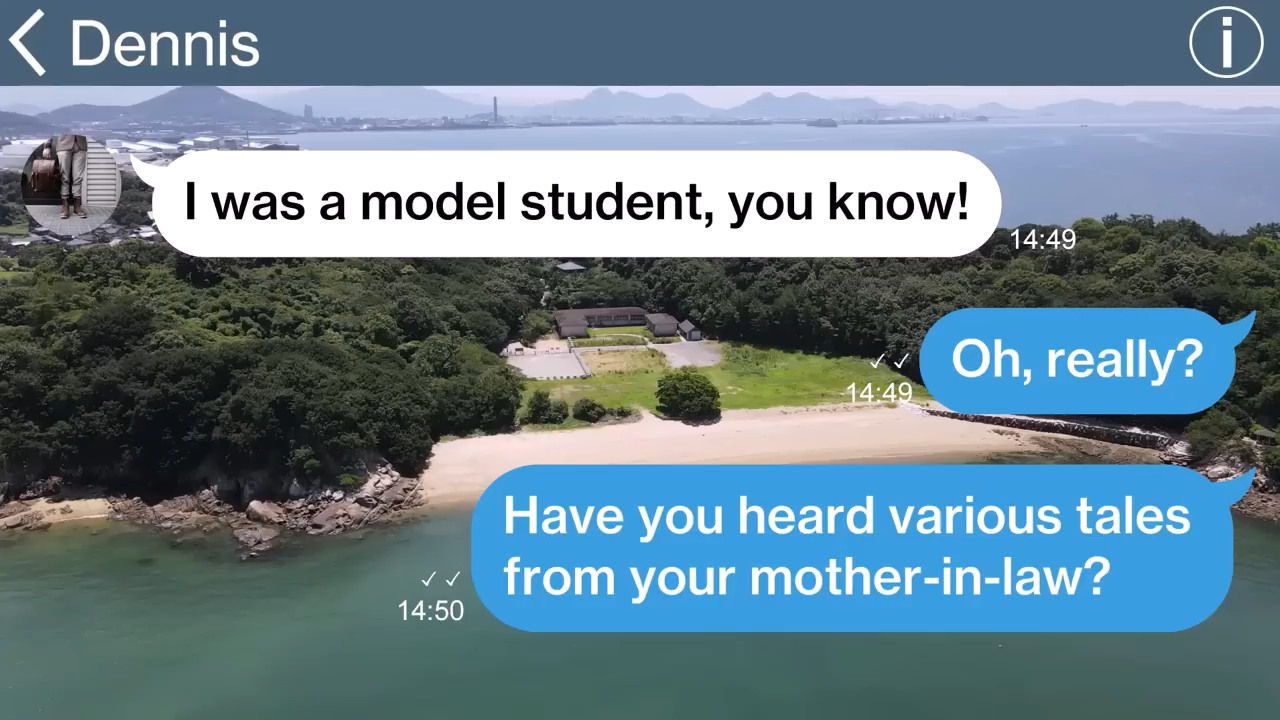 Dennis
i
I was a model student, you know!
14:49
Oh, really?
14:49
Have you heard various tales
from your mother-in-law?
14:50